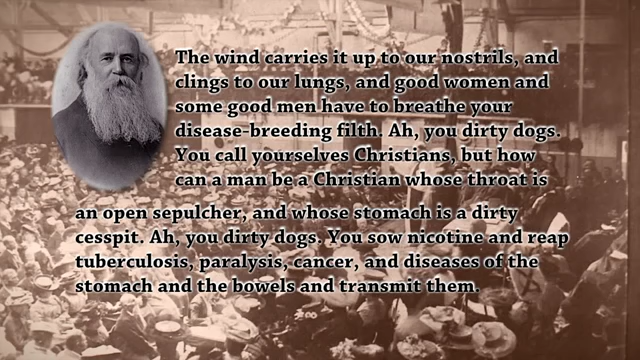 The wind carries it up to our nostrils, and
clings to our lungs, and good women and
some good men have to breathe your
disease-breeding filth. Ah, you dirty dogs.
You call yourselves Christians, but how
can a man be a Christian whose throat is
an open sepulcher, and whose stomach is a dirty
cesspit. Ah, you dirty dogs. You sow nicotine and reap
tuberculosis, paralysis, cancer, and diseases of the
stomach and the bowels and transmit them.